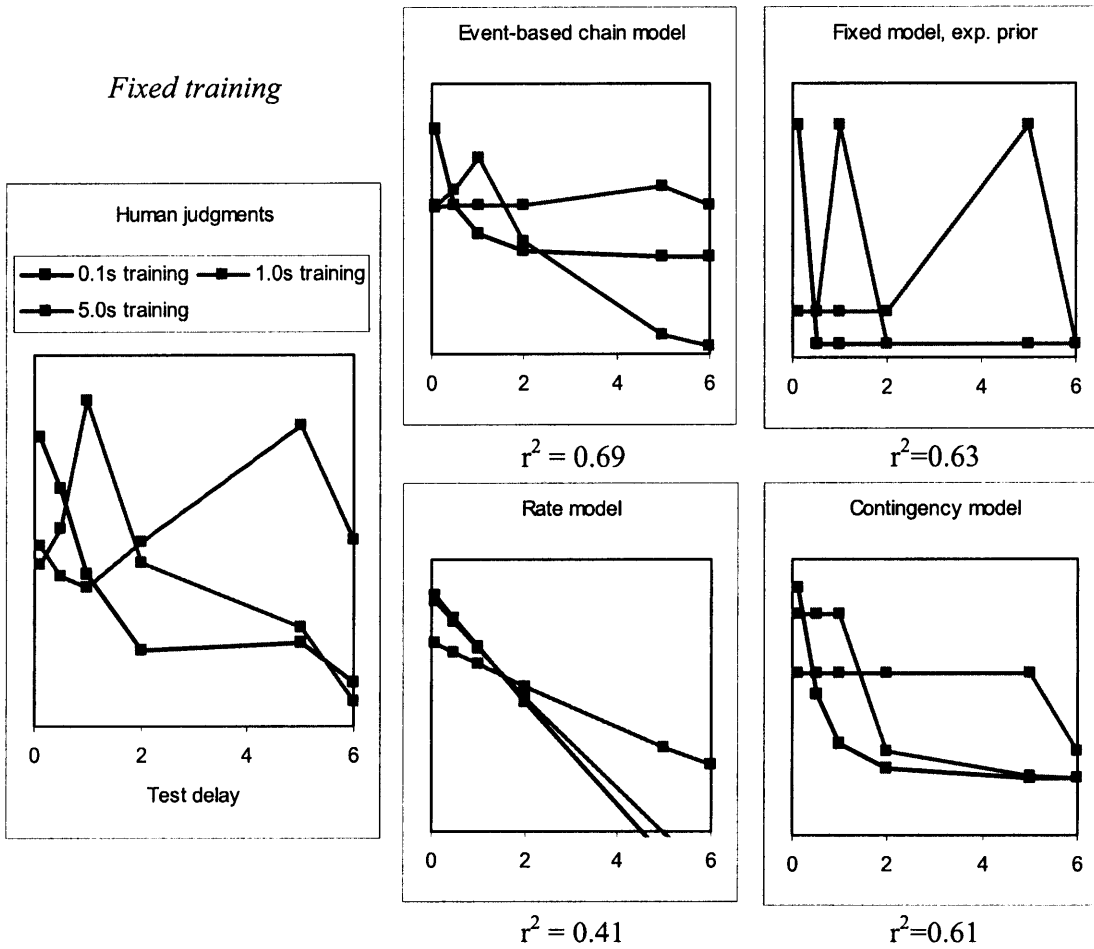 Fixed training
Human judgments
0.1s training 1.0s training
5.0s training
0 2 4 6
Test delay
Event-based chain model
0 2 4 6
r² = 0.69
Fixed model, exp. prior
0 2 4 6
r²=0.63
Rate model
0 2 4 6
r² = 0.41
Contingency model
0 2 4 6
r²=0.61